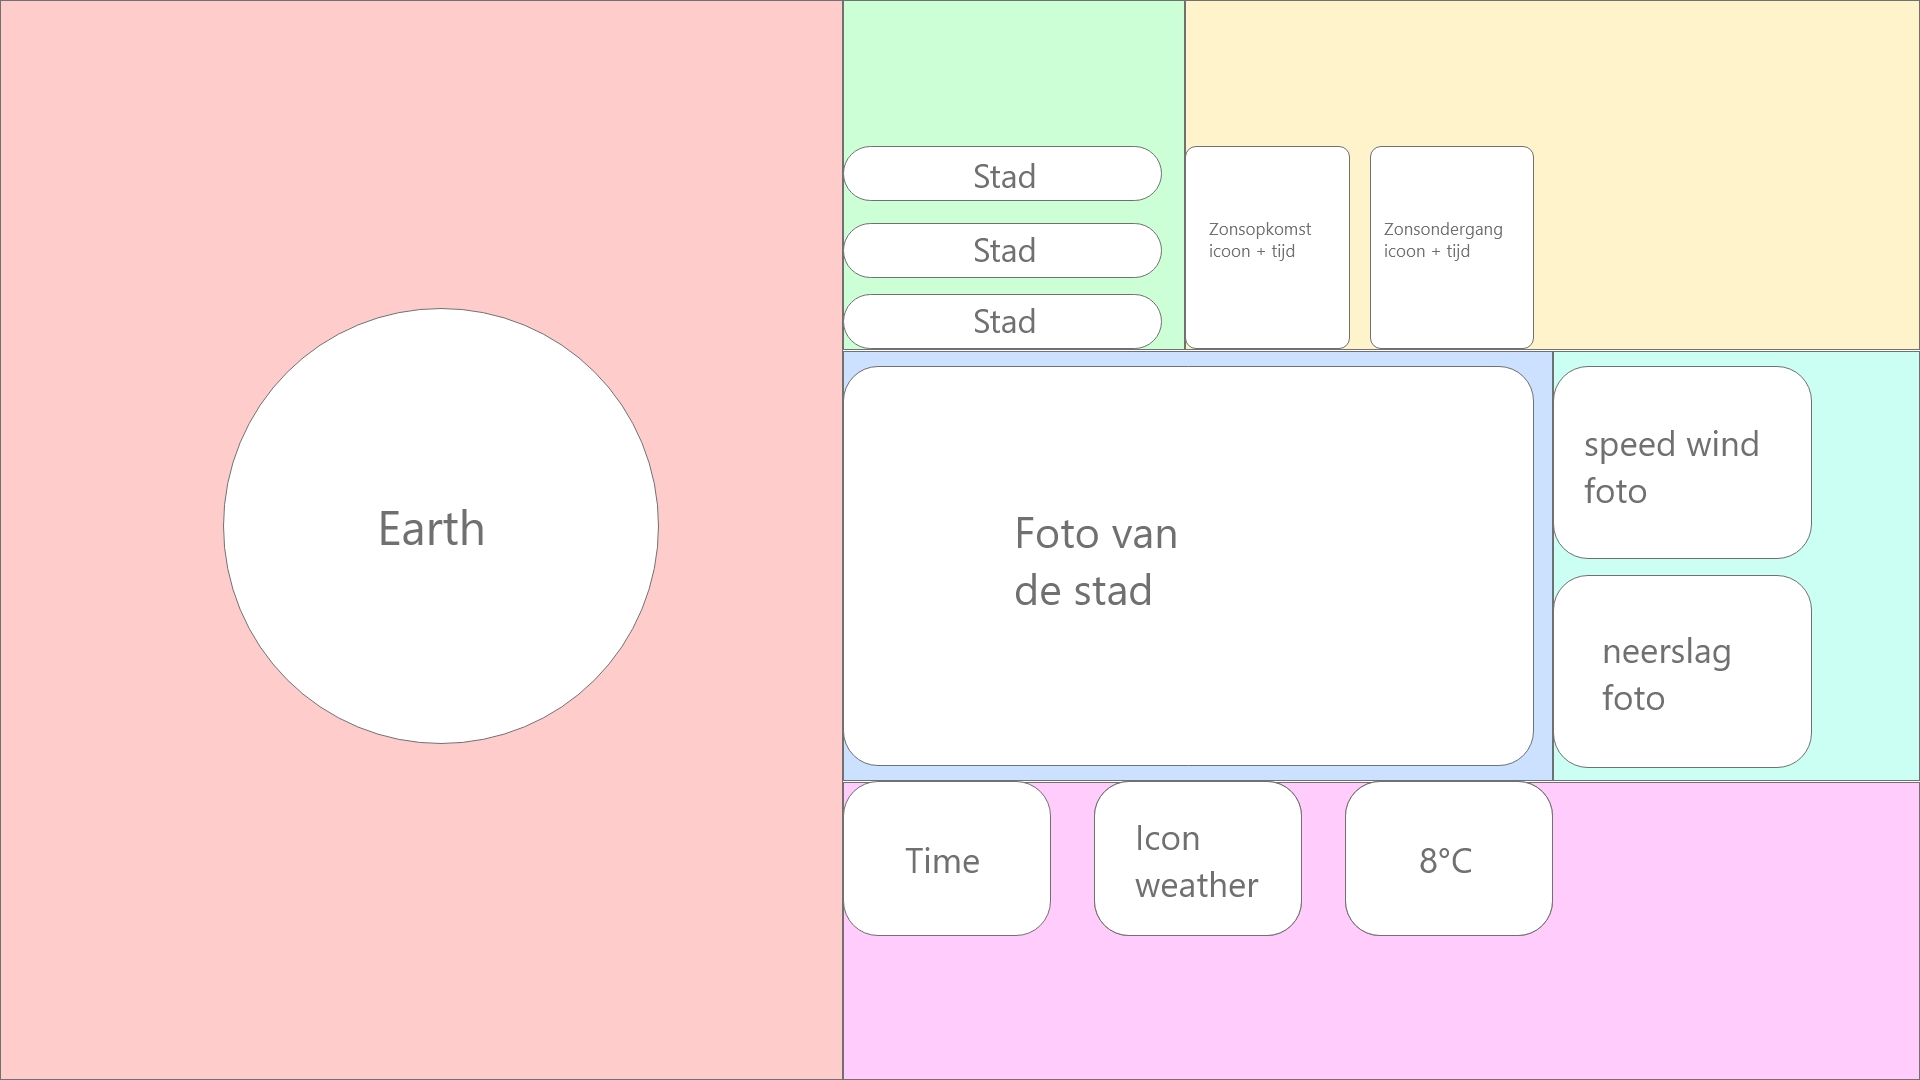 Earth
Stad
Stad
Stad
Zonsopkomst
icoon + tijd
Zonsondergang
icoon + tijd
Foto van
de stad
speed wind
foto
neerslag
foto
Time
Icon
weather
8°C